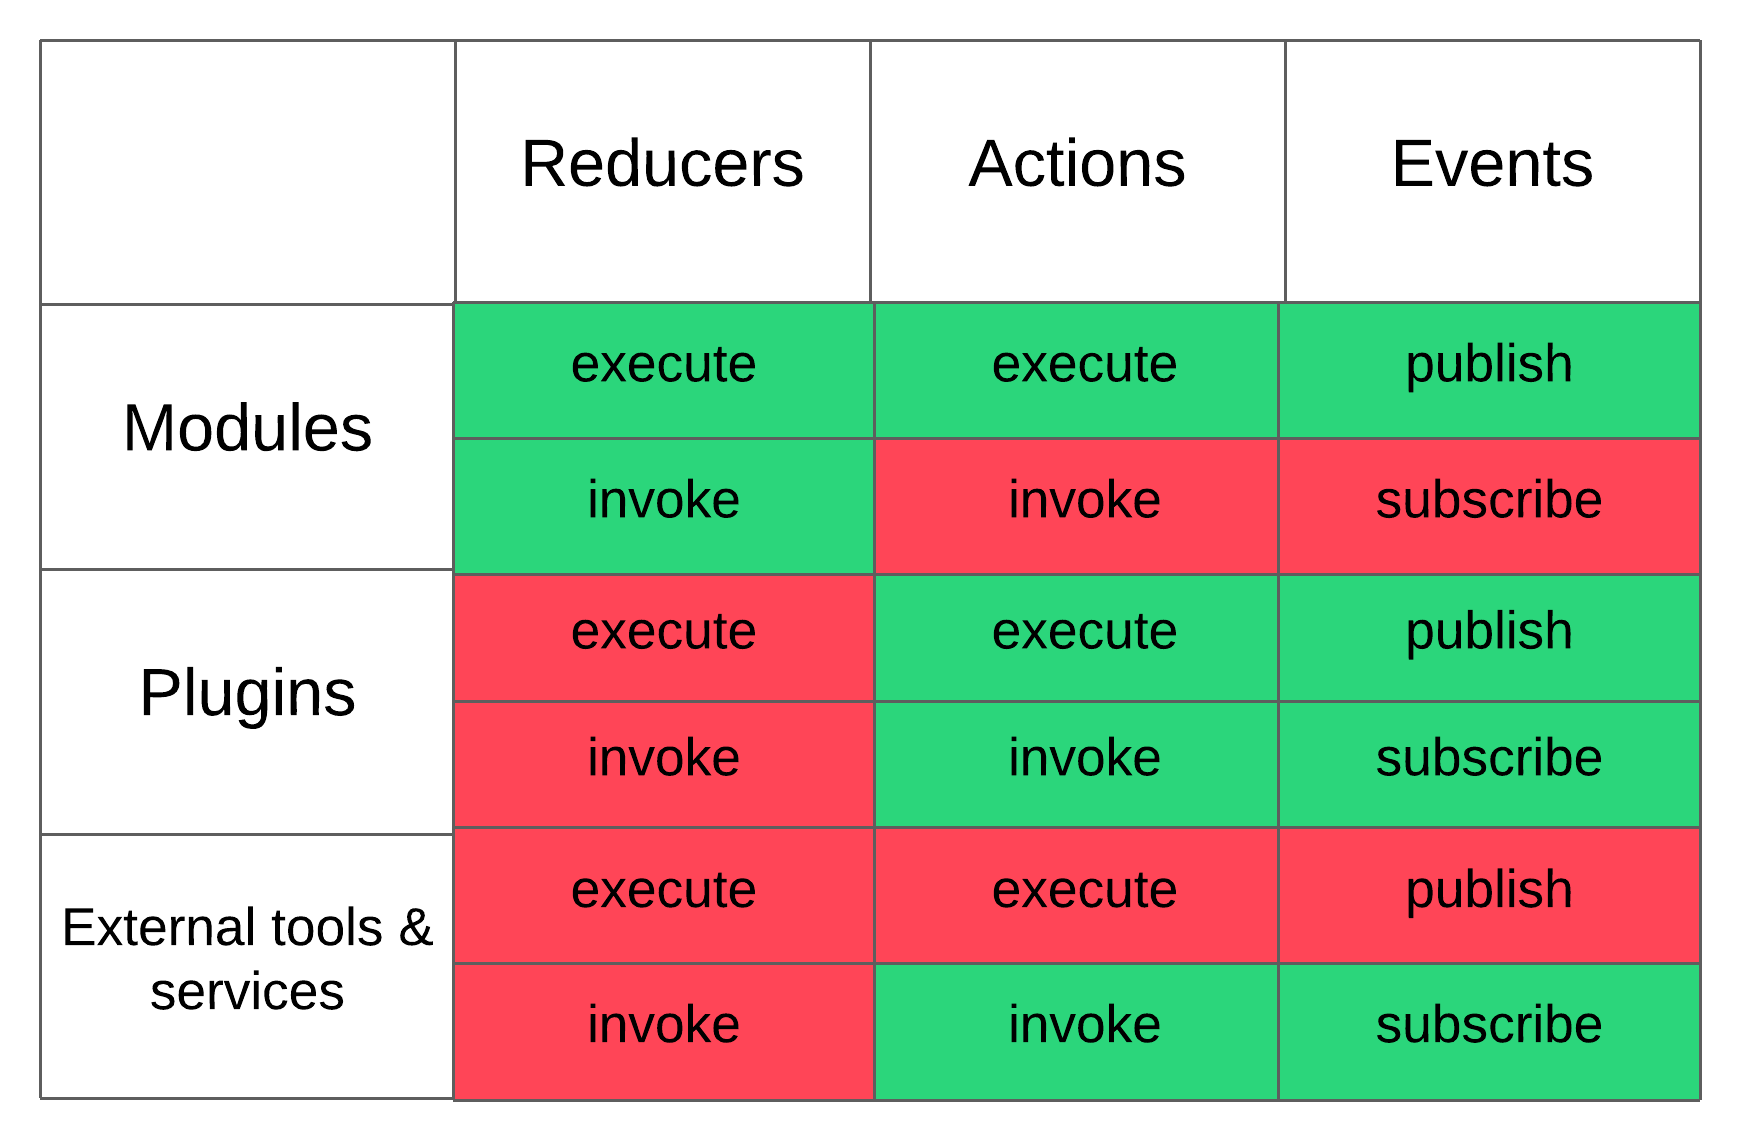 Reducers
Actions
Events
Modules
execute
execute
publish
invoke
invoke
subscribe
Plugins
execute
execute
publish
invoke
invoke
subscribe
External tools &
services
execute
execute
publish
invoke
invoke
subscribe